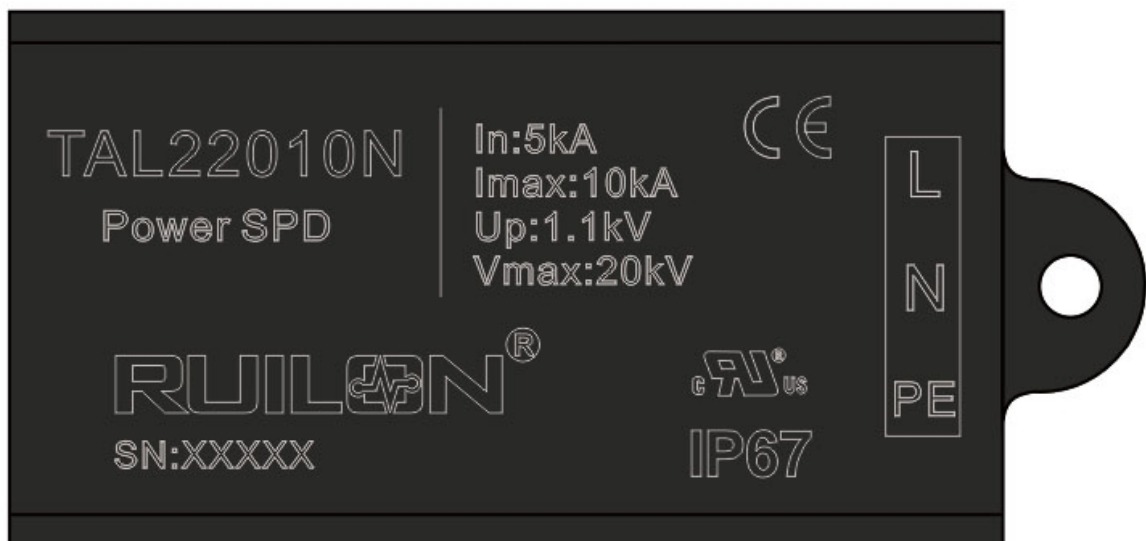 TAL22010N
Power SPD
In:5kA
Imax:10kA
Up:1.1kV
Vmax:20kV
CE
L
N
PE
RUILON®
SN:XXXXX
c RU® US
IP67